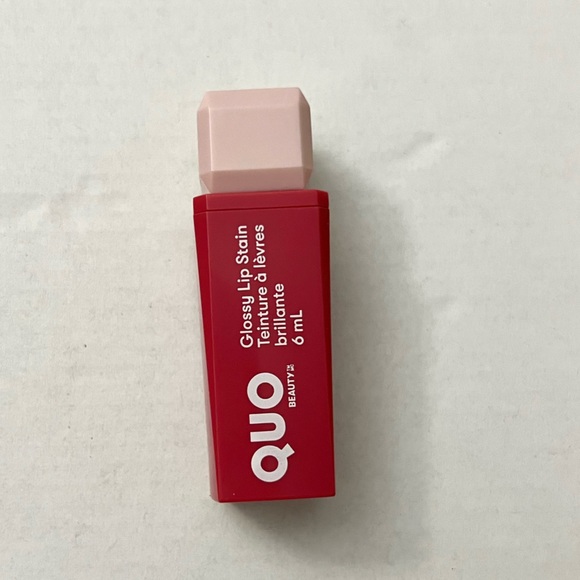 QUO
BEAUTY
Glossy Lip Stain
Teinture à lèvres
brillante
6 mL